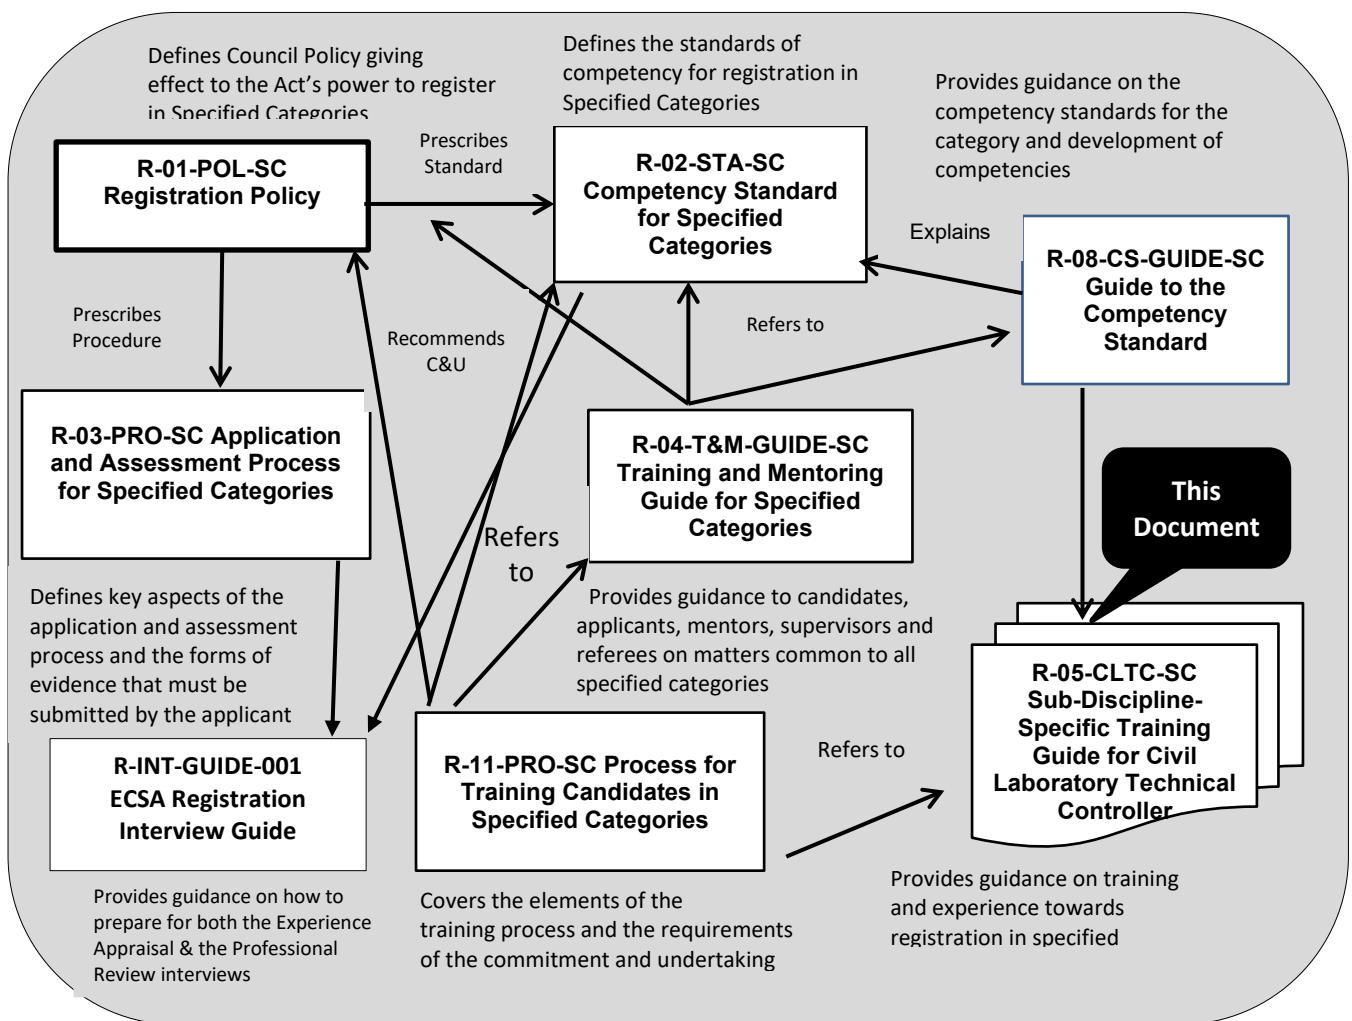 Defines Council Policy giving
effect to the Act's power to register
in Specified Categories
Defines the standards of
competency for registration in
Specified Categories
Provides guidance on the
competency standards for the
category and development of
competencies
R-01-POL-SC
Registration Policy
Prescribes
Standard
R-02-STA-SC
Competency Standard
for Specified
Categories
Explains
R-08-CS-GUIDE-SC
Guide to the
Competency
Standard
Prescribes
Procedure
Recommends
C&U
Refers to
R-03-PRO-SC Application
and Assessment Process
for Specified Categories
R-04-T&M-GUIDE-SC
Training and Mentoring
Guide for Specified
Categories
This
Document
Refers
to
Defines key aspects of the
application and assessment
process and the forms of
evidence that must be
submitted by the applicant
Provides guidance to candidates,
applicants, mentors, supervisors and
referees on matters common to all
specified categories
R-05-CLTC-SC
Sub-Discipline-
Specific Training
Guide for Civil
Laboratory Technical
Controller
R-INT-GUIDE-001
ECSA Registration
Interview Guide
R-11-PRO-SC Process for
Training Candidates in
Specified Categories
Refers to
Provides guidance on how to
prepare for both the Experience
Appraisal & the Professional
Review interviews
Covers the elements of the
training process and the requirements
of the commitment and undertaking
Provides guidance on training
and experience towards
registration in specified